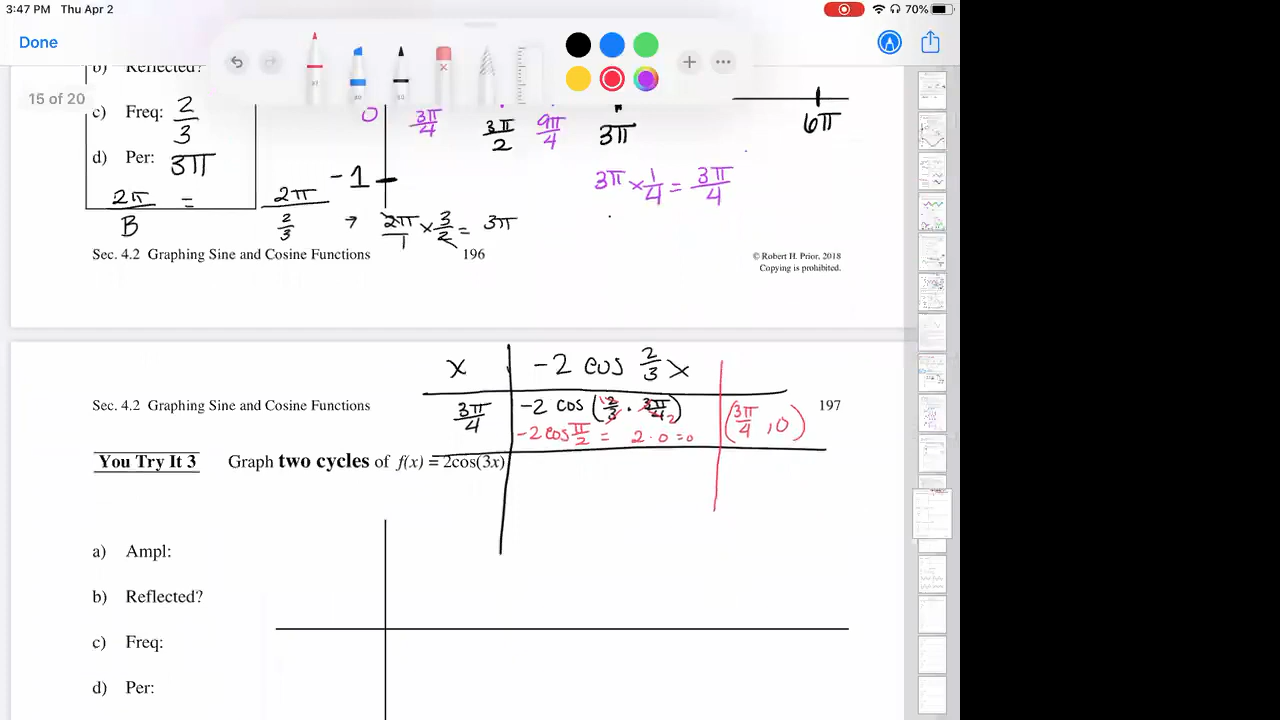 3:47 PM Thu Apr 2
70%
Done
b) Reflected?
15 of 20
c) Freq: 2/3
0 3π/4 3π/2 9π/4 3π 6π
d) Per: 3π
-1
3π × 1/4 = 3π/4
2π/B = 2π/(2/3) → 2π/1 × 3/2 = 3π
Sec. 4.2 Graphing Sine and Cosine Functions 196 © Robert H. Prior, 2018
Copying is prohibited.
x -2 cos 2/3 x
Sec. 4.2 Graphing Sine and Cosine Functions 197
3π/4 -2 cos (2/3 · 3π/4) (3π/4, 0)
-2 cos π/2 = 2·0 = 0
You Try It 3 Graph two cycles of f(x) = 2cos(3x)
a) Ampl:
b) Reflected?
c) Freq:
d) Per: